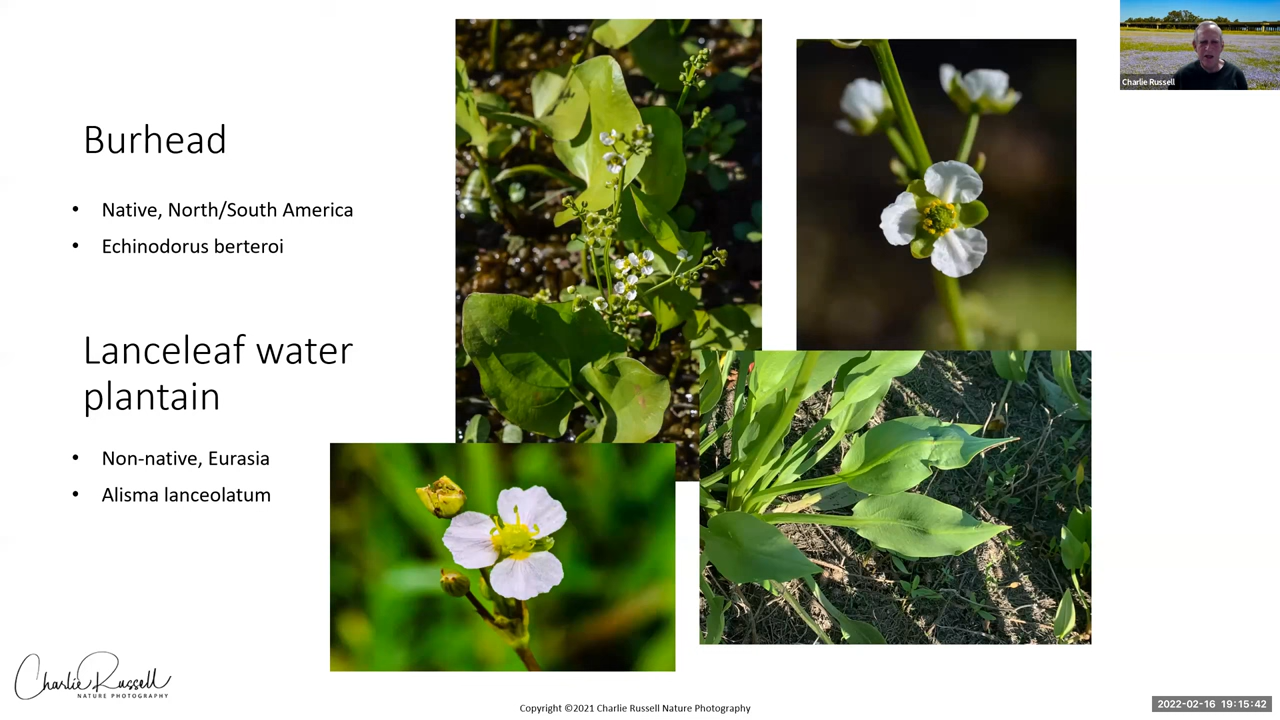 Burhead
• Native, North/South America
• Echinodorus berteroi
Lanceleaf water
plantain
• Non-native, Eurasia
• Alisma lanceolatum
Charlie Russell
Charlie Russell
NATURE PHOTOGRAPHY
Copyright ©2021 Charlie Russell Nature Photography
2022-02-16 19:15:42